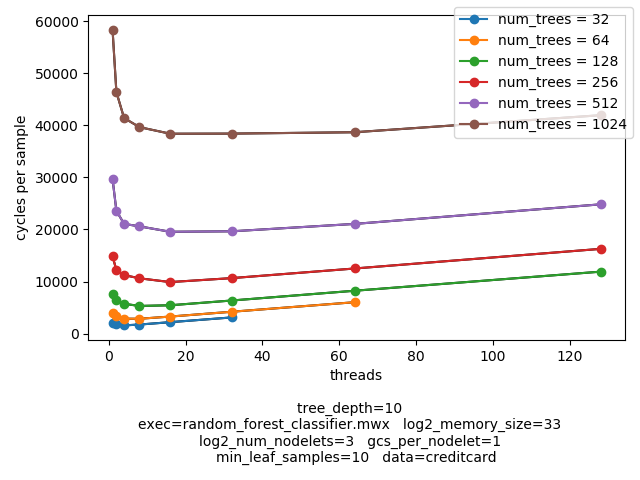 num_trees = 32
num_trees = 64
num_trees = 128
num_trees = 256
num_trees = 512
num_trees = 1024
60000
50000
40000
30000
20000
10000
0
cycles per sample
0 20 40 60 80 100 120
threads
tree_depth=10
exec=random_forest_classifier.mwx log2_memory_size=33
log2_num_nodelets=3 gcs_per_nodelet=1
min_leaf_samples=10 data=creditcard